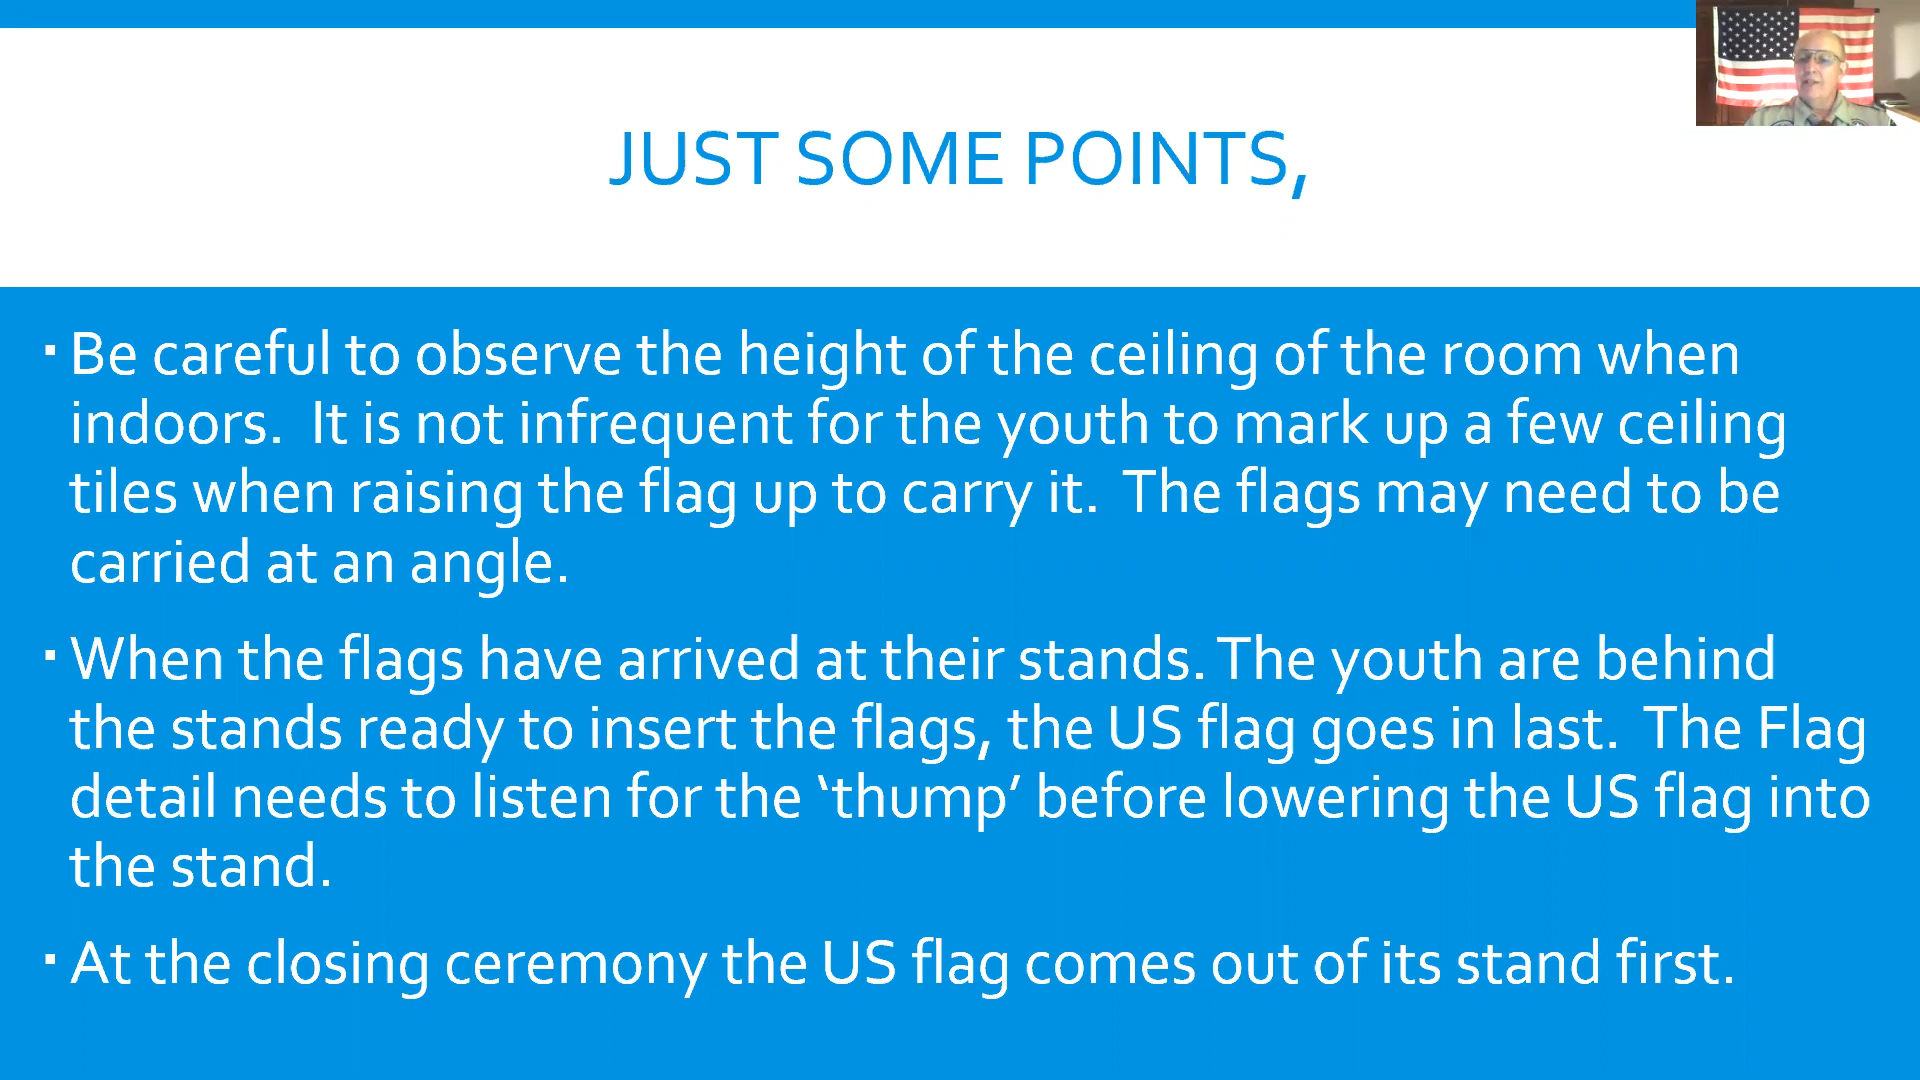 JUST SOME POINTS,
▪ Be careful to observe the height of the ceiling of the room when
indoors.  It is not infrequent for the youth to mark up a few ceiling
tiles when raising the flag up to carry it.  The flags may need to be
carried at an angle.
▪ When the flags have arrived at their stands. The youth are behind
the stands ready to insert the flags, the US flag goes in last.  The Flag
detail needs to listen for the ‘thump’ before lowering the US flag into
the stand.
▪ At the closing ceremony the US flag comes out of its stand first.